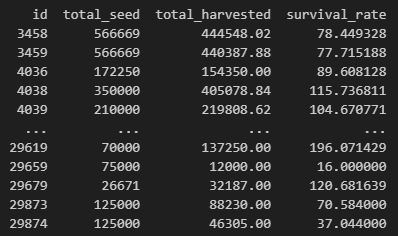 id total_seed total_harvested survival_rate
3458 566669 444548.02 78.449328
3459 566669 440387.88 77.715188
4036 172250 154350.00 89.608128
4038 350000 405078.84 115.736811
4039 210000 219808.62 104.670771
... ... ... ...
29619 70000 137250.00 196.071429
29659 75000 12000.00 16.000000
29679 26671 32187.00 120.681639
29873 125000 88230.00 70.584000
29874 125000 46305.00 37.044000